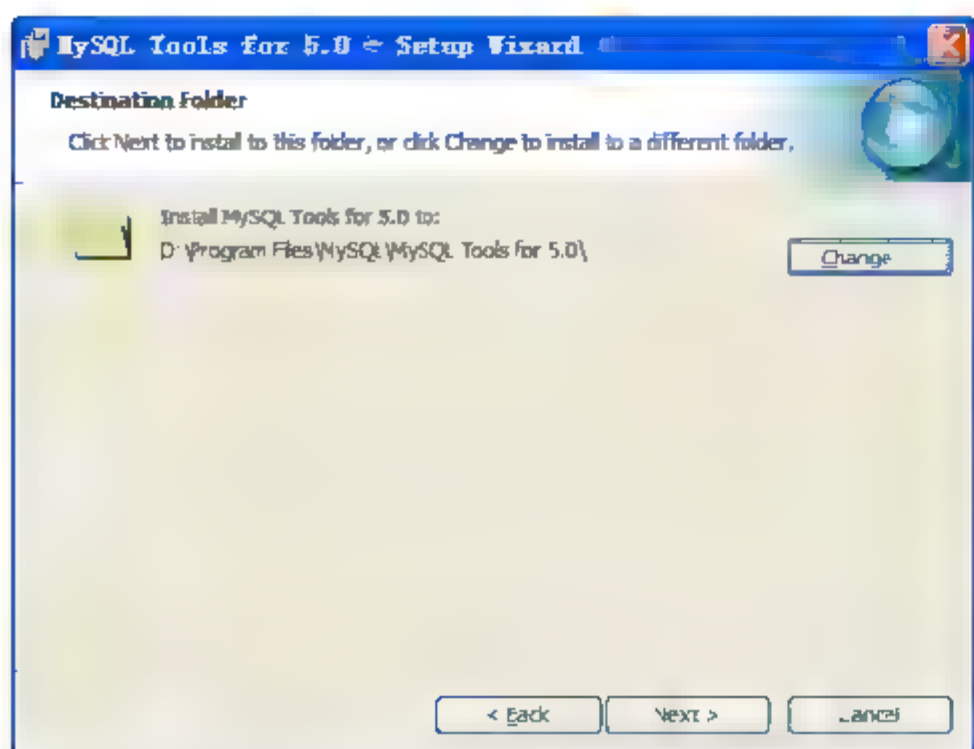 MySQL Tools for 5.0 - Setup Wizard
Destination Folder
Click Next to install to this folder, or click Change to install to a different folder.
Install MySQL Tools for 5.0 to:
D:\Program Files\MySQL\MySQL Tools for 5.0\
Change
< Back
Next >
Cancel